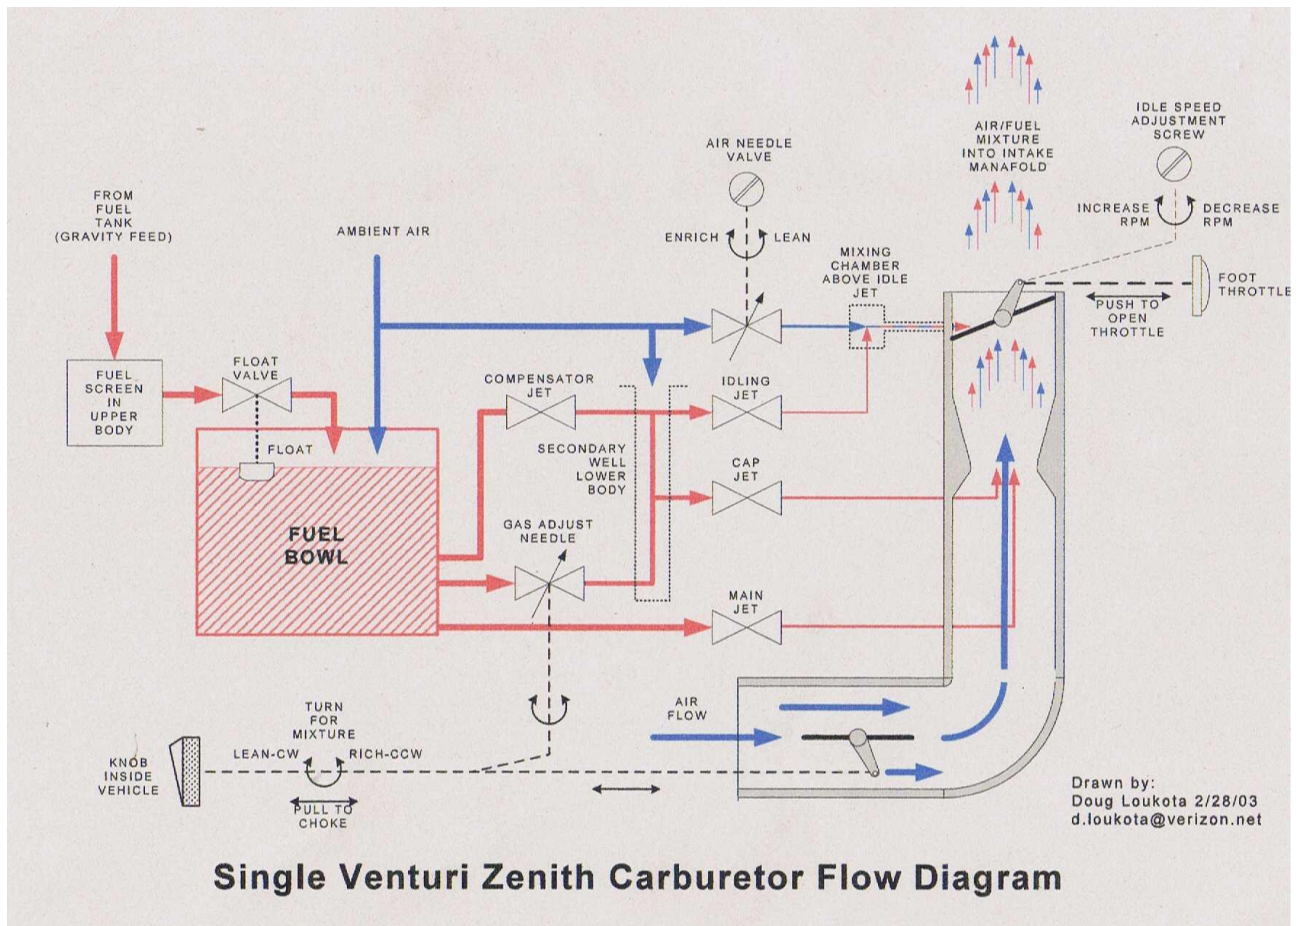 AIR/FUEL
MIXTURE
INTO INTAKE
MANAFOLD
IDLE SPEED
ADJUSTMENT
SCREW
INCREASE
RPM
DECREASE
RPM
AIR NEEDLE
VALVE
ENRICH
LEAN
FROM
FUEL
TANK
(GRAVITY FEED)
AMBIENT AIR
MIXING
CHAMBER
ABOVE IDLE
JET
FOOT
THROTTLE
PUSH TO
OPEN
THROTTLE
FUEL
SCREEN
IN
UPPER
BODY
FLOAT
VALVE
FLOAT
COMPENSATOR
JET
IDLING
JET
SECONDARY
WELL
LOWER
BODY
CAP
JET
FUEL
BOWL
GAS ADJUST
NEEDLE
MAIN
JET
AIR
FLOW
TURN
FOR
MIXTURE
LEAN-CW
RICH-CCW
KNOB
INSIDE
VEHICLE
PULL TO
CHOKE
Drawn by:
Doug Loukota 2/28/03
d.loukota@verizon.net
Single Venturi Zenith Carburetor Flow Diagram